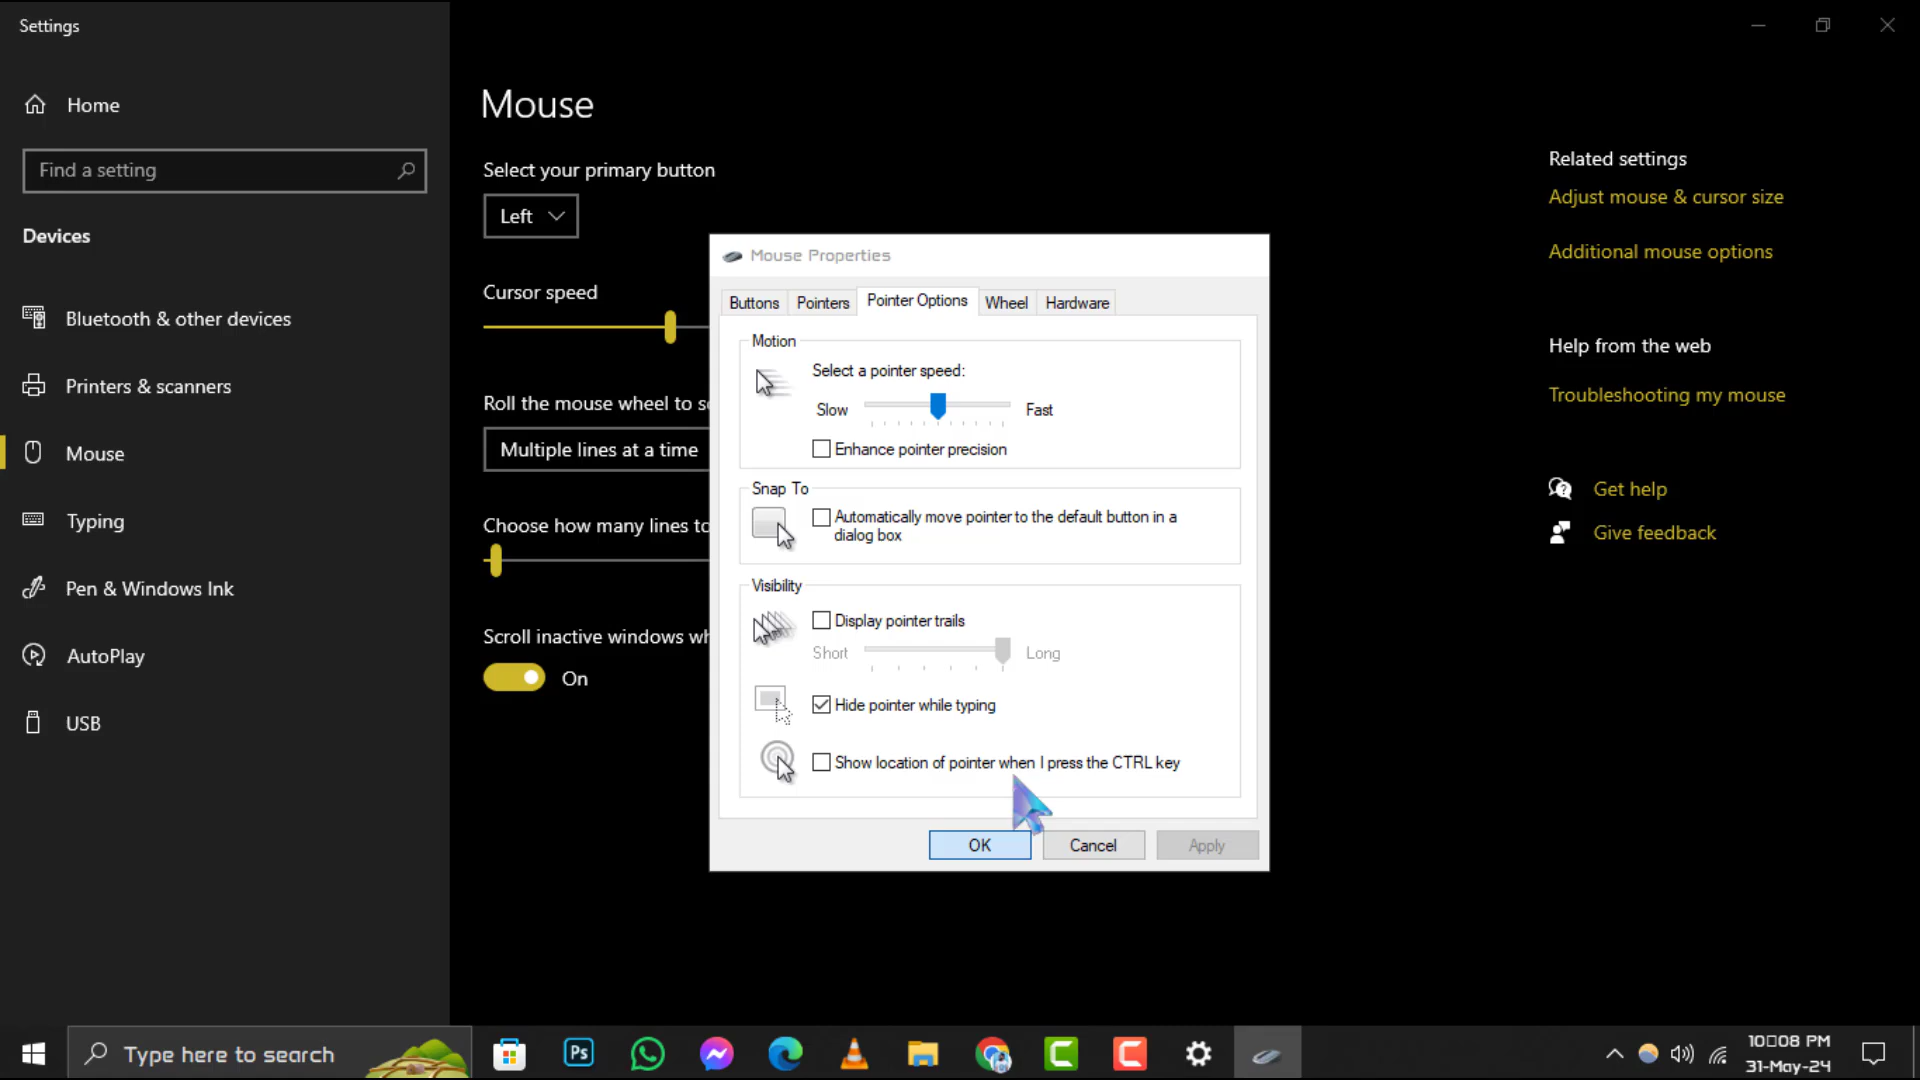 Settings
Home
Find a setting
Devices
Bluetooth & other devices
Printers & scanners
Mouse
Typing
Pen & Windows Ink
AutoPlay
USB
Mouse
Select your primary button
Left
Cursor speed
Roll the mouse wheel to
Multiple lines at a time
Choose how many lines
Scroll inactive windows
On
Mouse Properties
Buttons
Pointers
Pointer Options
Wheel
Hardware
Motion
Select a pointer speed:
Slow
Fast
Enhance pointer precision
Snap To
Automatically move pointer to the default button in a
dialog box
Visibility
Display pointer trails
Short
Long
Hide pointer while typing
Show location of pointer when I press the CTRL key
OK
Cancel
Apply
Related settings
Adjust mouse & cursor size
Additional mouse options
Help from the web
Troubleshooting my mouse
Get help
Give feedback
Type here to search
Ps
10□08 PM
31-May-24